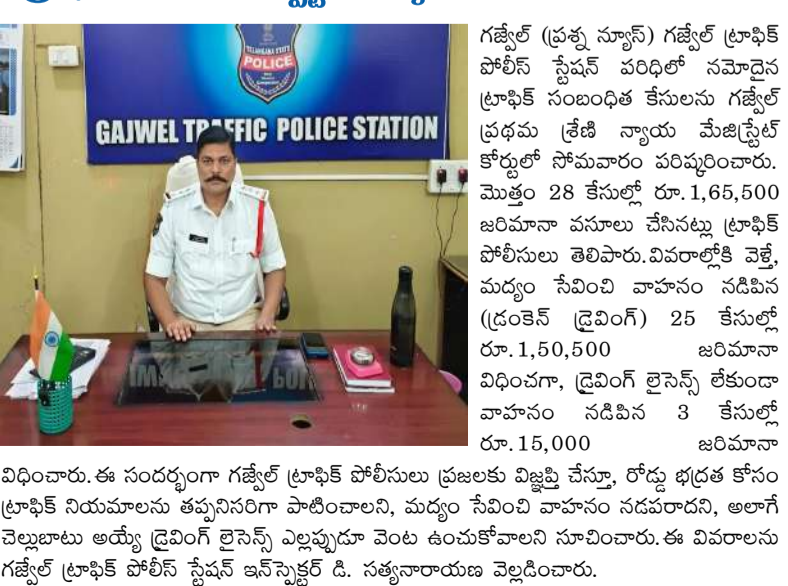 TELANGANA STATE
POLICE
GAJWEL TRAFFIC POLICE STATION
గజ్వేల్ (ప్రశ్న న్యూస్) గజ్వేల్ ట్రాఫిక్
పోలీస్ స్టేషన్ పరిధిలో నమోదైన
ట్రాఫిక్ సంబంధిత కేసులను గజ్వేల్
ప్రథమ శ్రేణి న్యాయ మేజిస్ట్రేట్
కోర్టులో సోమవారం పరిష్కరించారు.
మొత్తం 28 కేసుల్లో రూ.1,65,500
జరిమానా వసూలు చేసినట్లు ట్రాఫిక్
పోలీసులు తెలిపారు.వివరాల్లోకి వెళ్తే,
మద్యం సేవించి వాహనం నడిపిన
(డ్రంకెన్ డ్రైవింగ్) 25 కేసుల్లో
రూ.1,50,500 జరిమానా
విధించగా, డ్రైవింగ్ లైసెన్స్ లేకుండా
వాహనం నడిపిన 3 కేసుల్లో
రూ.15,000 జరిమానా
విధించారు.ఈ సందర్భంగా గజ్వేల్ ట్రాఫిక్ పోలీసులు ప్రజలకు విజ్ఞప్తి చేస్తూ, రోడ్డు భద్రత కోసం
ట్రాఫిక్ నియమాలను తప్పనిసరిగా పాటించాలని, మద్యం సేవించి వాహనం నడపరాదని, అలాగే
చెల్లుబాటు అయ్యే డ్రైవింగ్ లైసెన్స్ ఎల్లప్పుడూ వెంట ఉంచుకోవాలని సూచించారు.ఈ వివరాలను
గజ్వేల్ ట్రాఫిక్ పోలీస్ స్టేషన్ ఇన్‌స్పెక్టర్ డి. సత్యనారాయణ వెల్లడించారు.